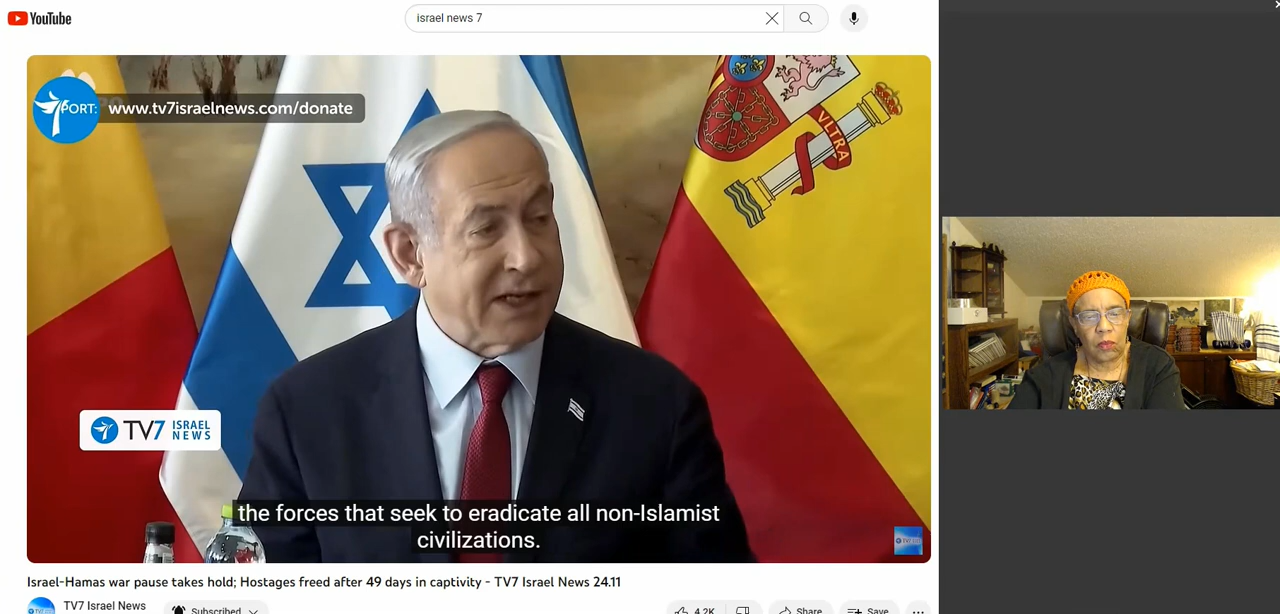 YouTube
israel news 7
PORT:
www.tv7israelnews.com/donate
VLTRA
TV7 ISRAEL
NEWS
the forces that seek to eradicate all non-Islamist
civilizations.
Israel-Hamas war pause takes hold; Hostages freed after 49 days in captivity - TV7 Israel News 24.11
TV7 Israel News
Subscribed
4.2K
Share
Save